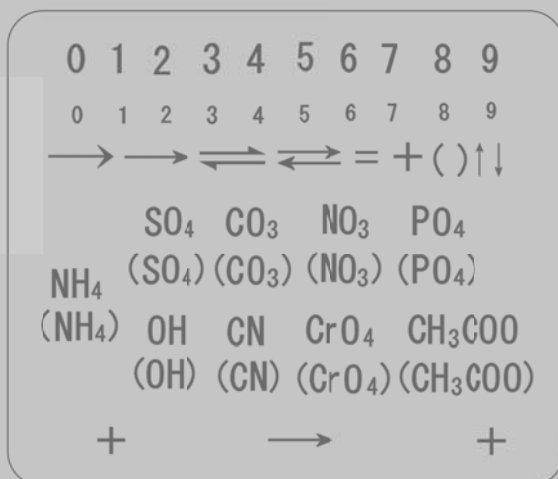 0 1 2 3 4 5 6 7 8 9
0 1 2 3 4 5 6 7 8 9
→ → ⇌ ⇌ = + ( ) ↑ ↓
SO₄ CO₃ NO₃ PO₄
(SO₄) (CO₃) (NO₃) (PO₄)
NH₄
(NH₄) OH CN CrO₄ CH₃COO
(OH) (CN) (CrO₄) (CH₃COO)
+ → +